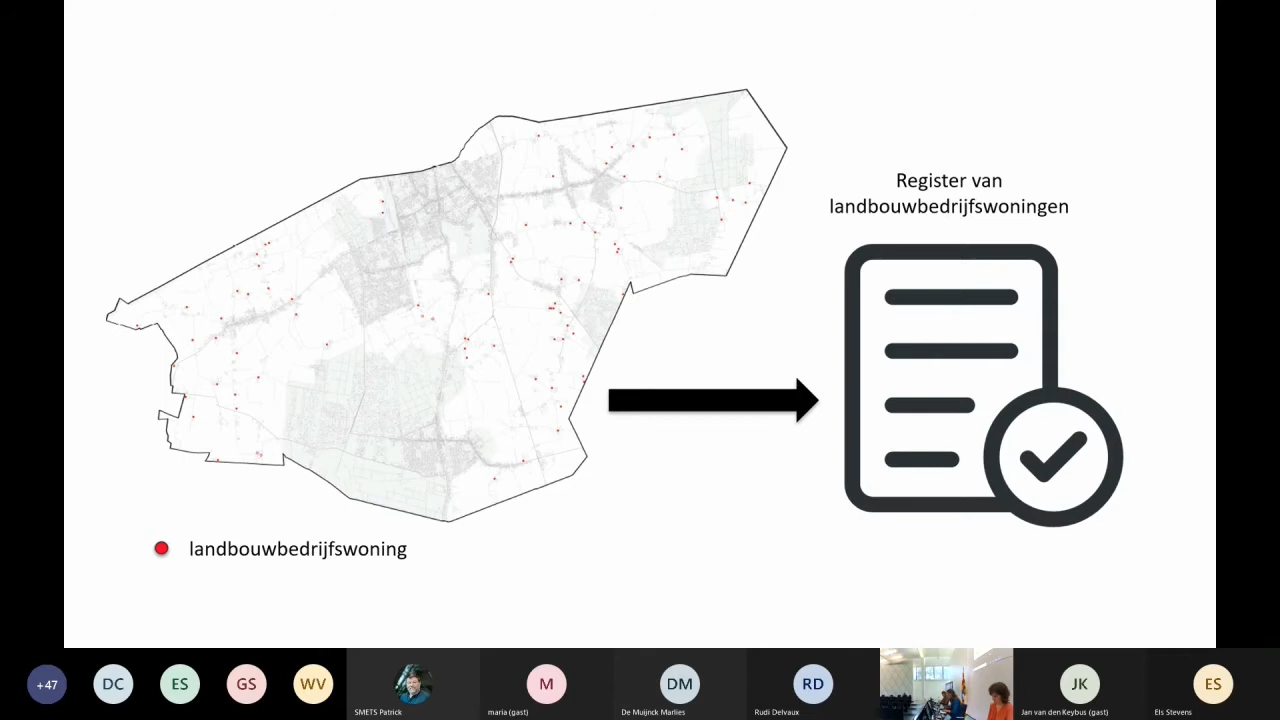 Register van
landbouwbedrijfswoningen
landbouwbedrijfswoning
+47
DC
ES
GS
WV
SMETS Patrick
M
maria (gast)
DM
De Muijnck Marlies
RD
Rudi Delvaux
JK
Jan van den Keybus (gast)
ES
Els Stevens